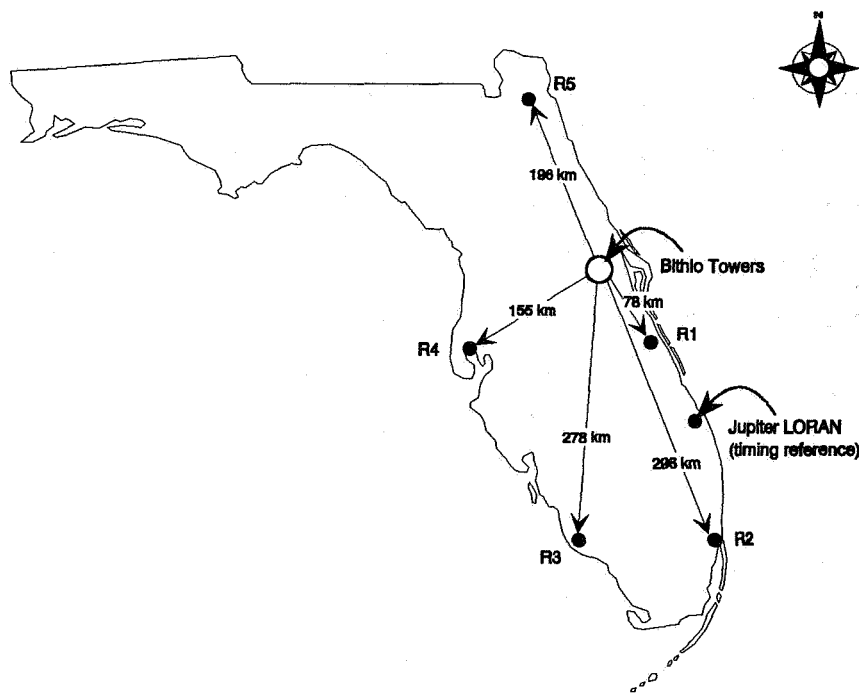 N
R5
196 km
Bithlo Towers
78 km
155 km
R1
R4
Jupiter LORAN
(timing reference)
278 km
296 km
R3
R2